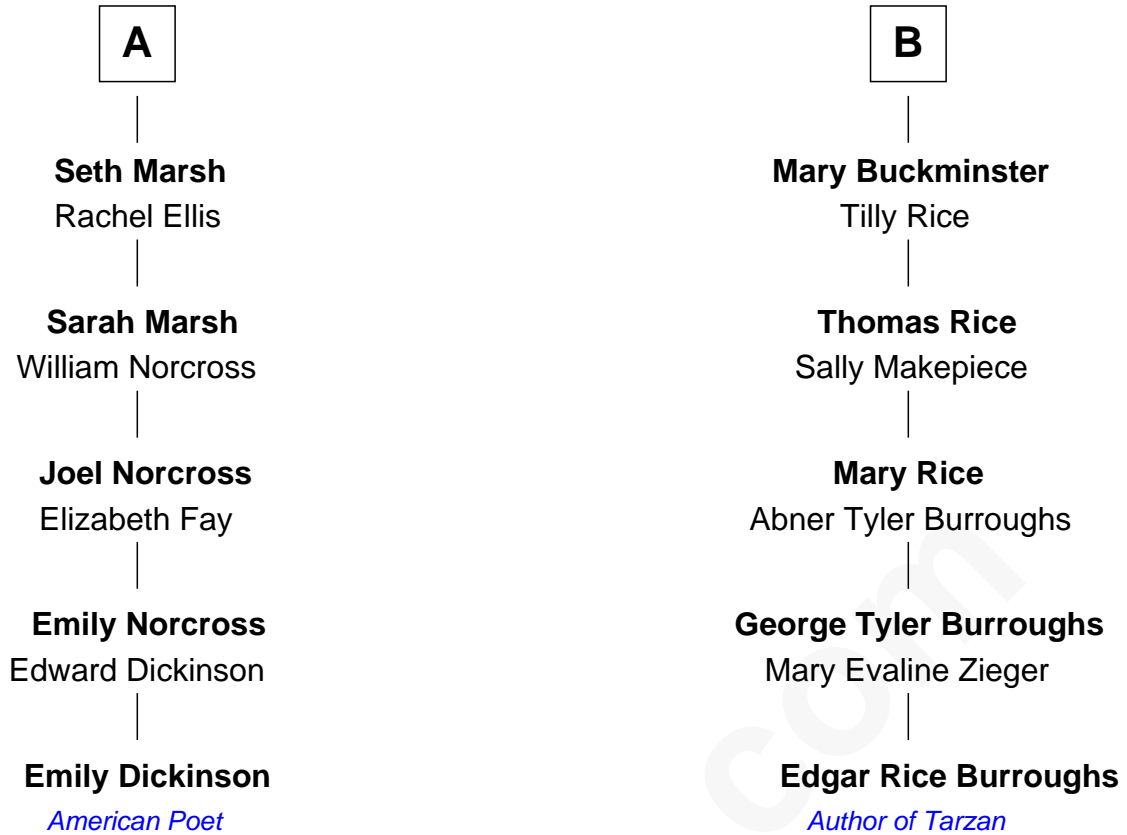 A
Seth Marsh
Rachel Ellis
Sarah Marsh
William Norcross
Joel Norcross
Elizabeth Fay
Emily Norcross
Edward Dickinson
Emily Dickinson
American Poet
B
Mary Buckminster
Tilly Rice
Thomas Rice
Sally Makepiece
Mary Rice
Abner Tyler Burroughs
George Tyler Burroughs
Mary Evaline Zieger
Edgar Rice Burroughs
Author of Tarzan
com